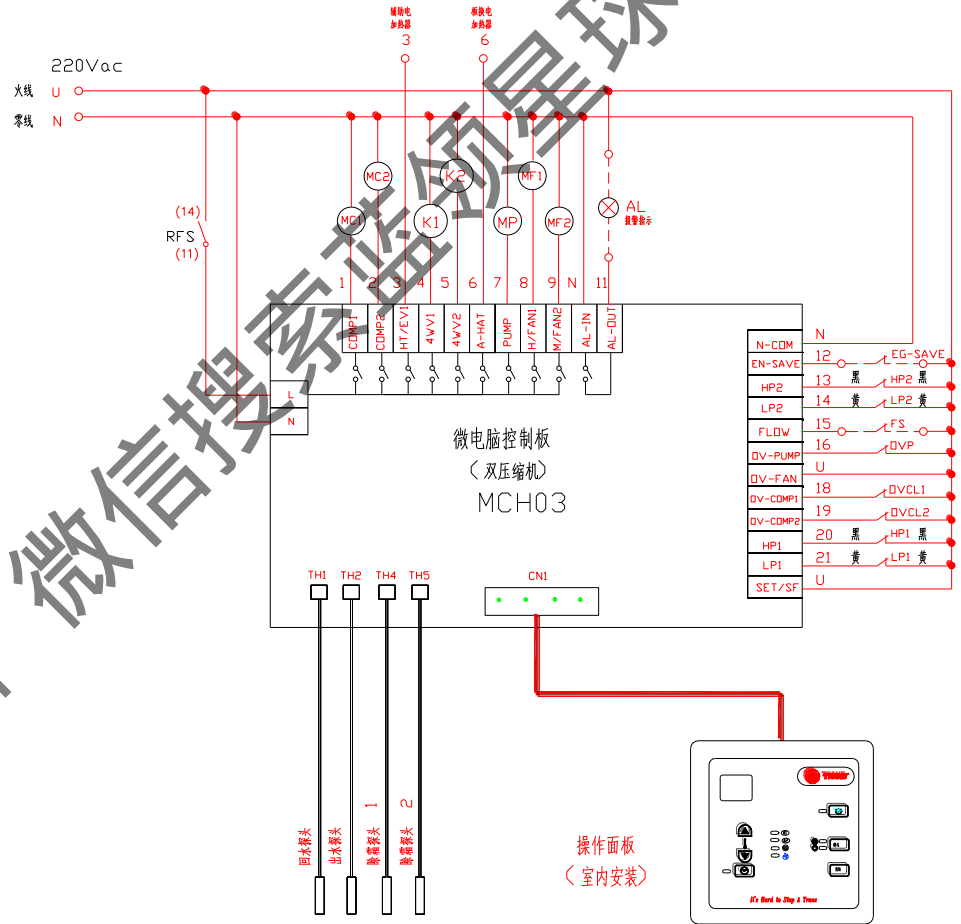 辅助电
加热器
3
板换电
加热器
6
220Vac
火线 U
零线 N
MC2
K2
MF1
MC1
K1
MP
MF2
AL
报警指示
(14)
RFS
(11)
1 2 3 4 5 6 7 8 9 N 11
COMP1
COMP2
HT/EV1
4WV1
4WV2
A-HAT
PUMP
H/FAN1
M/FAN2
AL-IN
AL-OUT
L
N
N-COM N
EN-SAVE 12 EG-SAVE
HP2 13 黑 HP2 黑
LP2 14 黄 LP2 黄
FLOW 15 FS
OV-PUMP 16 OVP
OV-FAN U
OV-COMP1 18 OVCL1
OV-COMP2 19 OVCL2
HP1 20 黑 HP1 黑
LP1 21 黄 LP1 黄
SET/SF U
微电脑控制板
(双压缩机)
MCH03
TH1 TH2 TH4 TH5
CN1
回水探头
出水探头
除霜探头 1
除霜探头 2
操作面板
(室内安装)
It's Hard to Stop A Trane
微信搜索蓝领星球